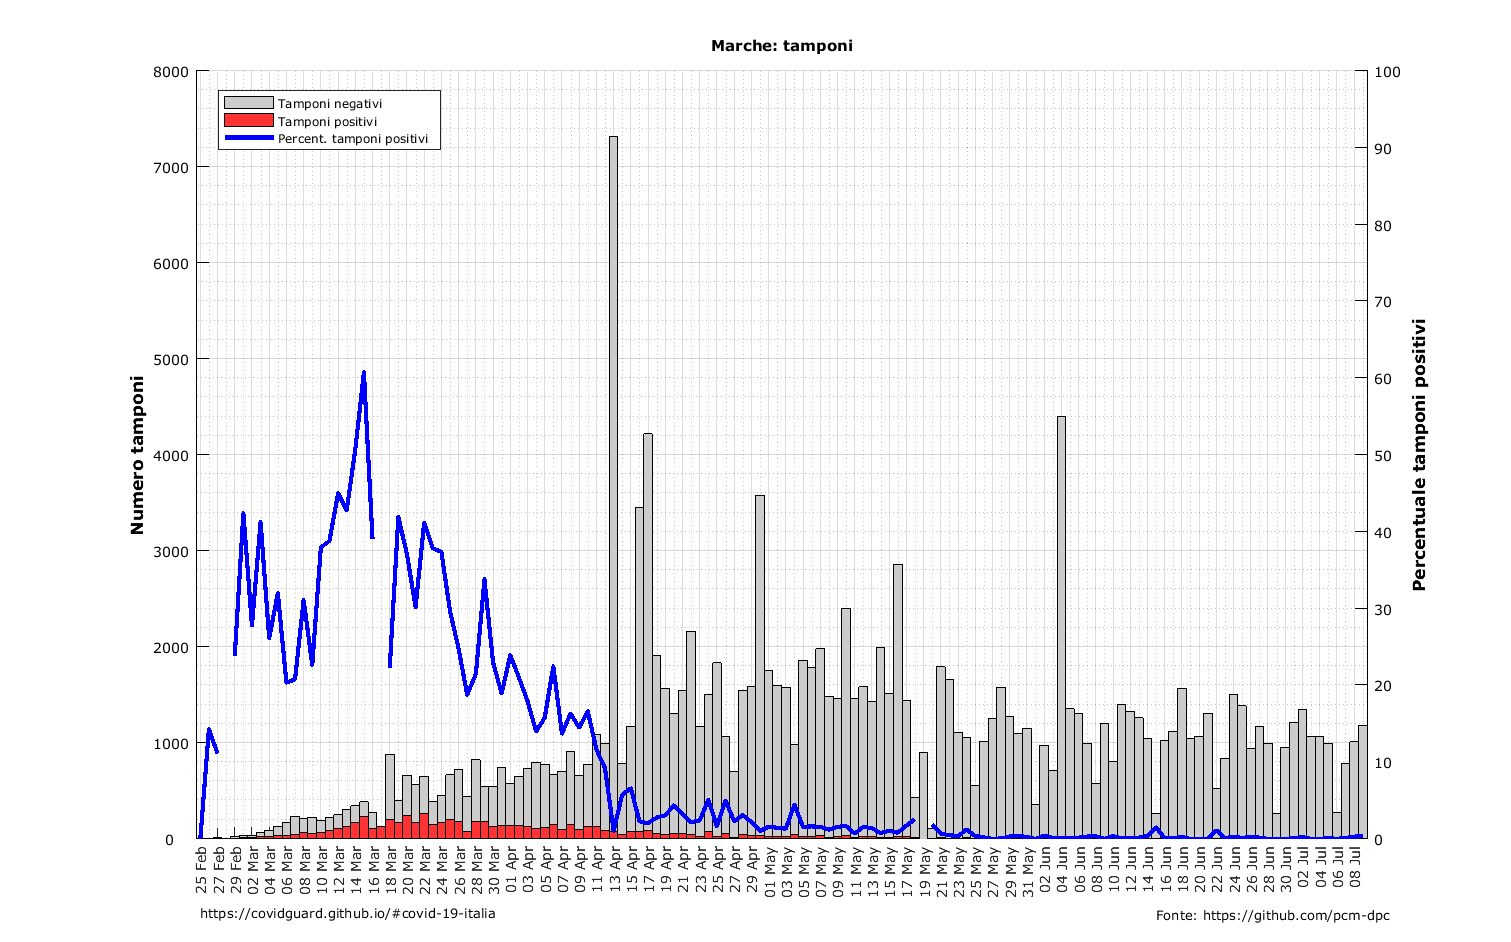 Marche: tamponi
8000
7000
6000
5000
4000
3000
2000
1000
0
Numero tamponi
Tamponi negativi
Tamponi positivi
Percent. tamponi positivi
100
90
80
70
60
50
40
30
20
10
0
Percentuale tamponi positivi
25 Feb
27 Feb
29 Feb
02 Mar
04 Mar
06 Mar
08 Mar
10 Mar
12 Mar
14 Mar
16 Mar
18 Mar
20 Mar
22 Mar
24 Mar
26 Mar
28 Mar
30 Mar
01 Apr
03 Apr
05 Apr
07 Apr
09 Apr
11 Apr
13 Apr
15 Apr
17 Apr
19 Apr
21 Apr
23 Apr
25 Apr
27 Apr
29 Apr
01 May
03 May
05 May
07 May
09 May
11 May
13 May
15 May
17 May
19 May
21 May
23 May
25 May
27 May
29 May
31 May
02 Jun
04 Jun
06 Jun
08 Jun
10 Jun
12 Jun
14 Jun
16 Jun
18 Jun
20 Jun
22 Jun
24 Jun
26 Jun
28 Jun
30 Jun
02 Jul
04 Jul
06 Jul
08 Jul
https://covidguard.github.io/#covid-19-italia
Fonte: https://github.com/pcm-dpc